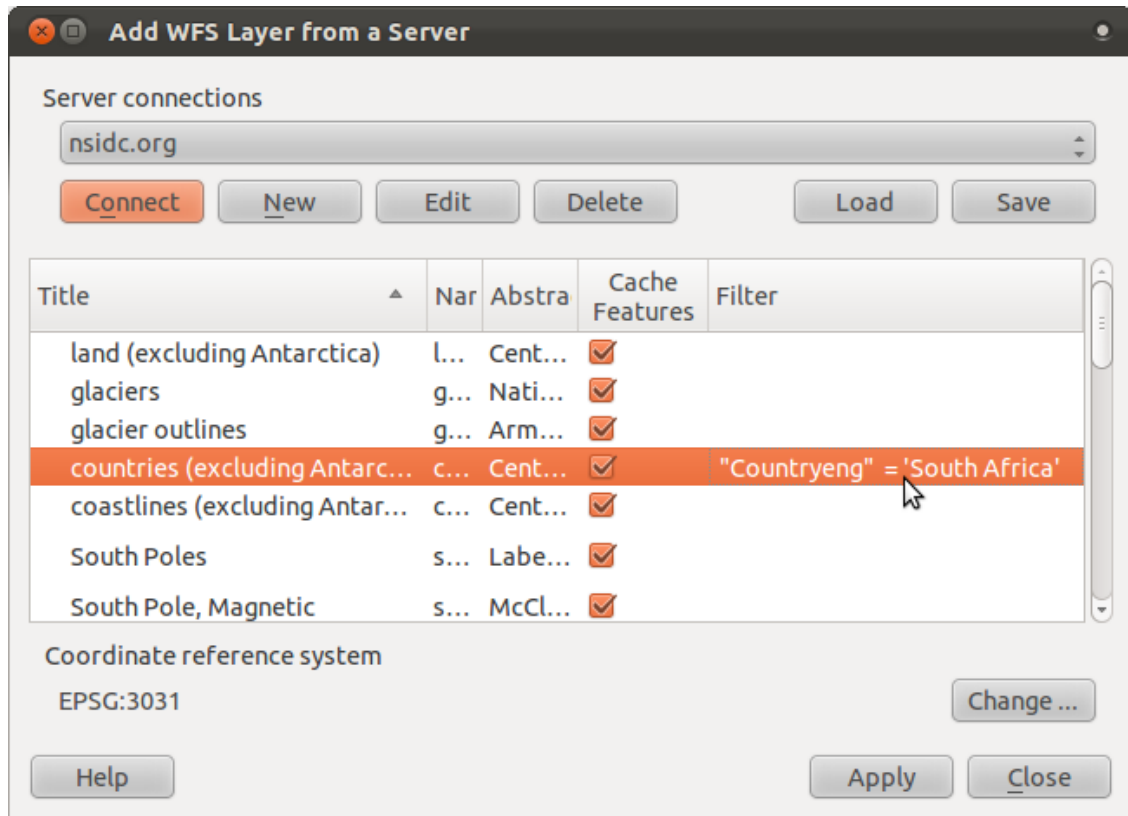 Add WFS Layer from a Server
Server connections
nsidc.org
Connect New Edit Delete Load Save
Title Nar Abstra Cache Features Filter
land (excluding Antarctica) l... Cent...
glaciers g... Nati...
glacier outlines g... Arm...
countries (excluding Antarc... c... Cent... "Countryeng" = 'South Africa'
coastlines (excluding Antar... c... Cent...
South Poles s... Labe...
South Pole, Magnetic s... McCl...
Coordinate reference system
EPSG:3031 Change ...
Help Apply Close